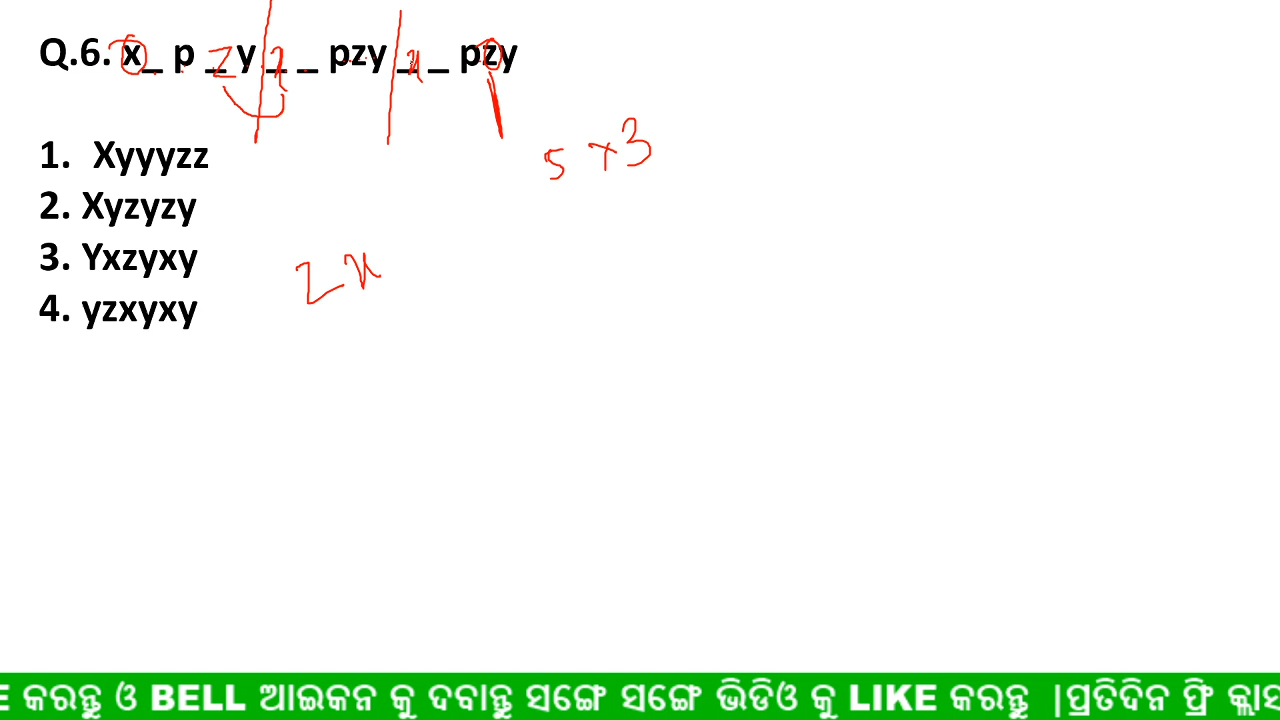 Q.6. x_ p _ y _ _ pzy _ _ pzy
z x x
5 × 3
1. Xyyyzz
2. Xyzyzy
3. Yxzyxy
z x
4. yzxyxy
E କରନ୍ତୁ ଓ BELL ଆଇକନ କୁ ଦବାନ୍ତୁ ସଙ୍ଗେ ସଙ୍ଗେ ଭିଡିଓ କୁ LIKE କରନ୍ତୁ |ପ୍ରତିଦିନ ଫ୍ରି କ୍ଲାସ